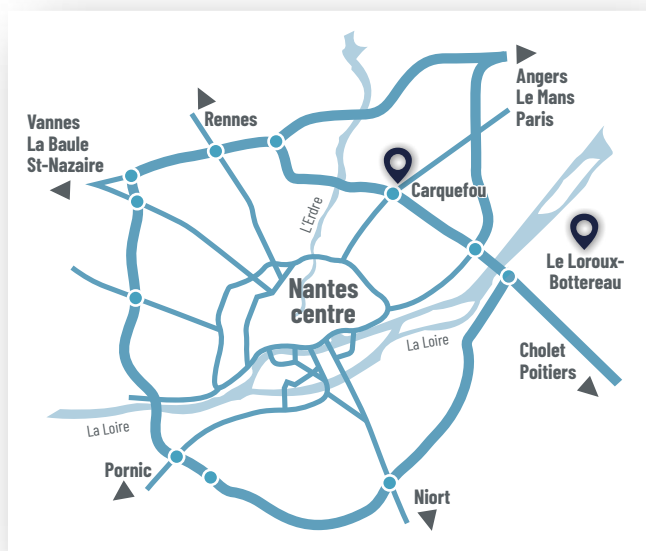 Angers
Le Mans
Paris
Rennes
Vannes
La Baule
St-Nazaire
Carquefou
L'Erdre
Le Loroux-
Bottereau
Nantes
centre
La Loire
Cholet
Poitiers
La Loire
Pornic
Niort